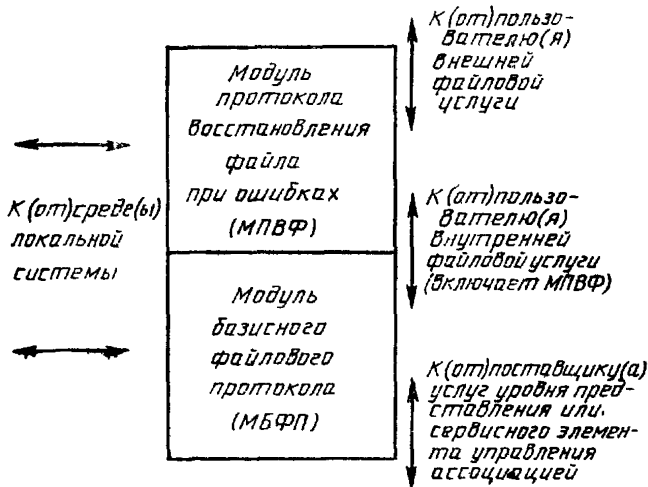 К(от)пользо-
вателю(я)
внешней
файловой
услуги
Модуль
протокола
восстановления
файла
при ошибках
(МПВФ)
К(от)среде(ы)
локальной
системы
К(от)пользо-
вателю(я)
внутренней
файловой услуги
(включает МПВФ)
Модуль
базисного
файлового
протокола
(МБФП)
К(от)поставщику(а)
услуг уровня пред-
ставления или
сервисного элемен-
та управления
ассоциацией